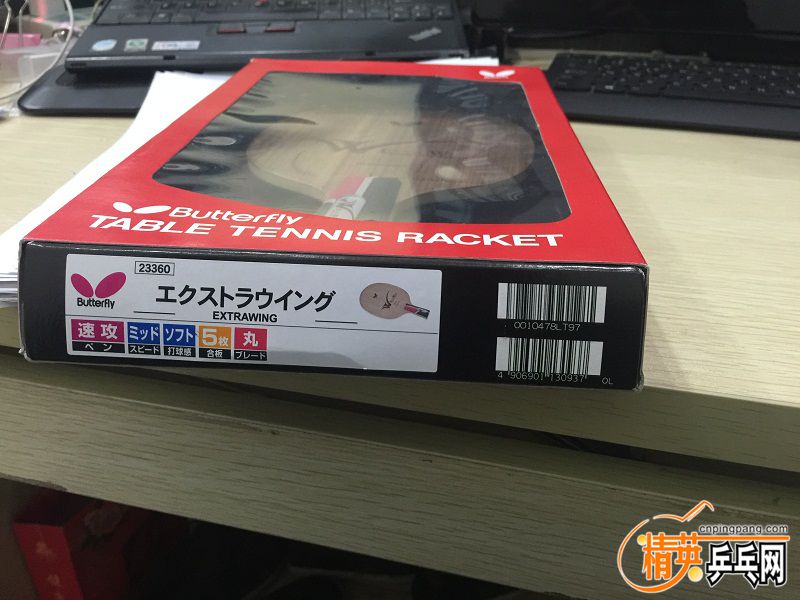 Butterfly
TABLE TENNIS RACKET
23360
エクストラウイング
EXTRAWING
Butterfly
速攻 ミッド ソフト 5枚 丸
ペン スピード 打球感 合板 ブレード
0010478LT97
4 906901 130937 OL
cnpingpang.com
精英乒乓网